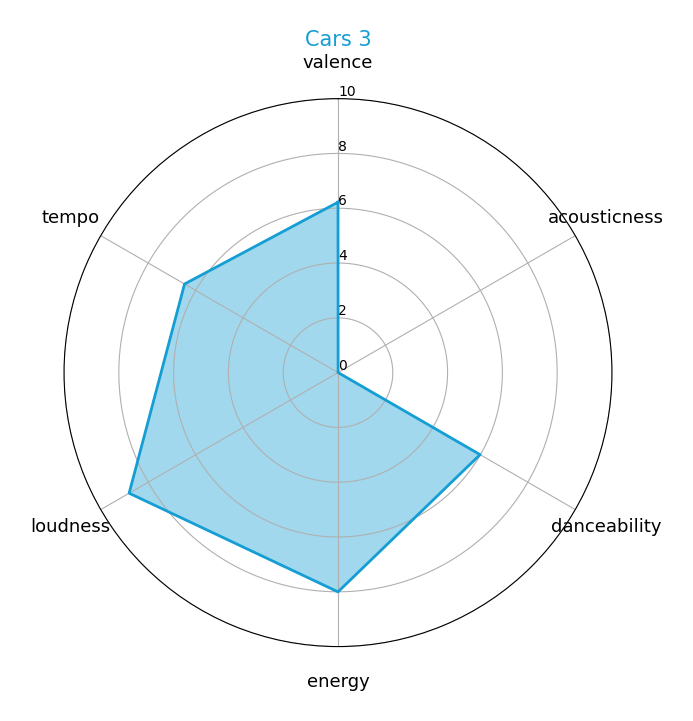 Cars 3
valence
10
8
tempo
acousticness
6
4
2
0
loudness
danceability
energy